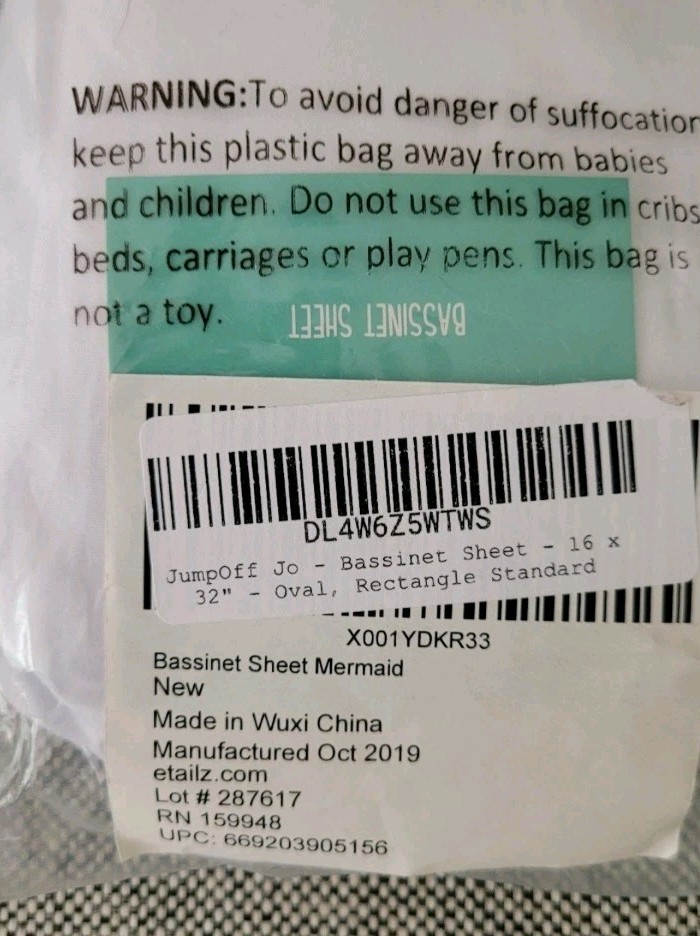 WARNING:To avoid danger of suffocation
keep this plastic bag away from babies
and children. Do not use this bag in cribs
beds, carriages or play pens. This bag is
not a toy.
BASSINET SHEET
DL4W6Z5WTWS
JumpOff Jo - Bassinet Sheet - 16 x
32" - Oval, Rectangle Standard
X001YDKR33
Bassinet Sheet Mermaid
New
Made in Wuxi China
Manufactured Oct 2019
etailz.com
Lot # 287617
RN 159948
UPC: 669203905156